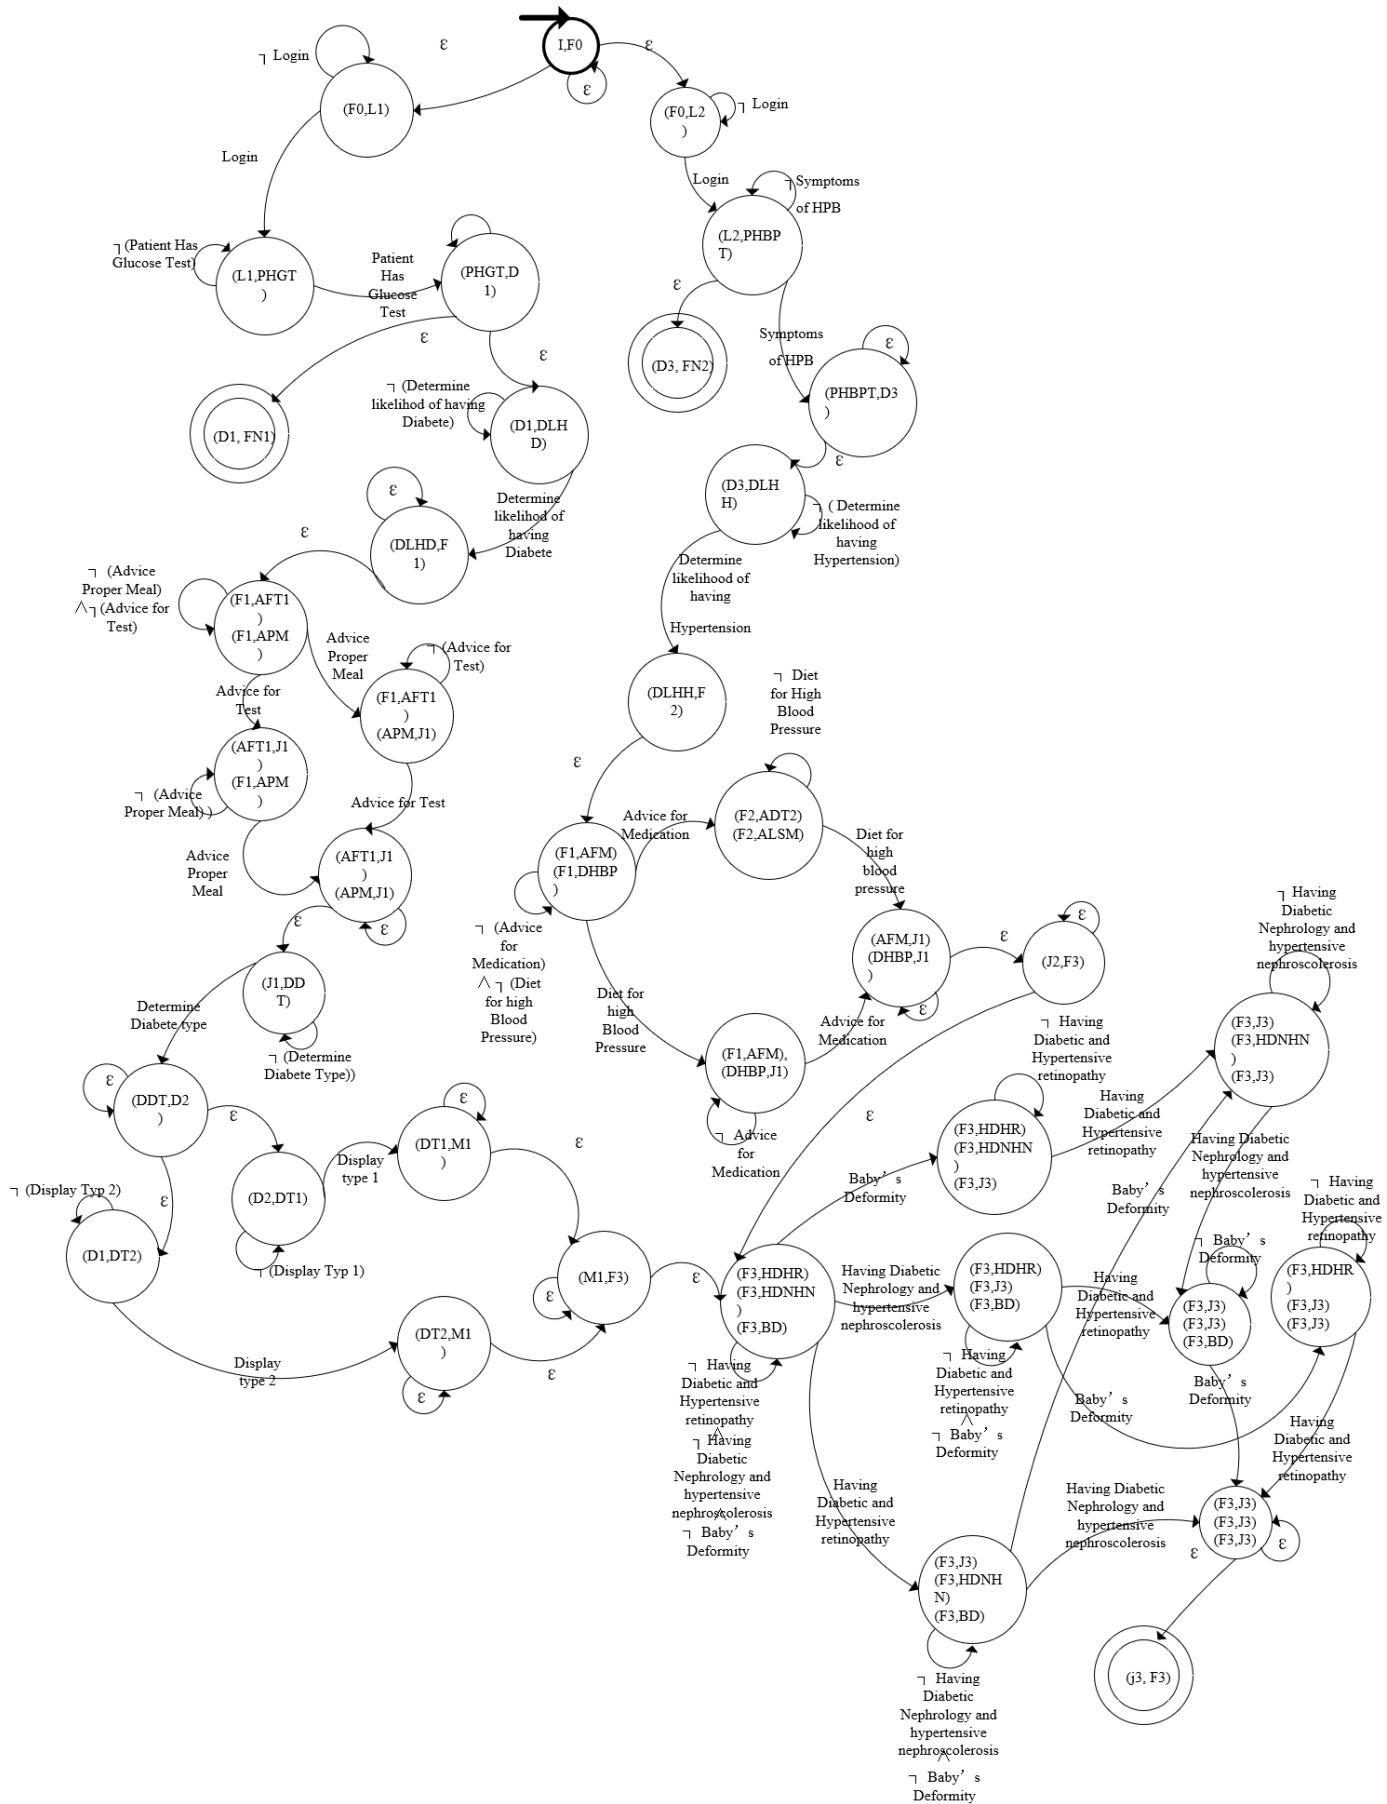 I,F0
ε
ε
ε
┐ Login
(F0,L1)
(F0,L2
)
┐ Login
Login
Login
┐Symptoms
of HPB
(L2,PHBP
T)
┐(Patient Has
Glucose Test)
(L1,PHGT
)
Patient
Has
Glucose
Test
(PHGT,D
1)
ε
ε
ε
Symptoms
of HPB
(D3, FN2)
ε
(PHBPT,D3
)
┐ (Determine
likelihod of having
Diabete)
(D1, FN1)
(D1,DLH
D)
ε
(D3,DLH
H)
┐ ( Determine
likelihood of
having
Hypertension)
ε
Determine
likelihod of
having
Diabete
(DLHD,F
1)
ε
Determine
likelihood of
having
Hypertension
┐ (Advice
Proper Meal)
∧┐(Advice for
Test)
(F1,AFT1
)
(F1,APM
)
Advice
Proper
Meal
┐ (Advice for
Test)
(F1,AFT1
)
(APM,J1)
(DLHH,F
2)
┐ Diet
for High
Blood
Pressure
Advice for
Test
(AFT1,J1
)
(F1,APM
)
ε
┐ (Advice
Proper Meal) )
Advice for Test
Advice for
Medication
(F2,ADT2)
(F2,ALSM)
Diet for
high
blood
pressure
Advice
Proper
Meal
(AFT1,J1
)
(APM,J1)
(F1,AFM)
(F1,DHBP
)
┐ Having
Diabetic
Nephrology and
hypertensive
nephroscolerosis
ε
ε
┐ (Advice
for
Medication)
∧ ┐ (Diet
for high
Blood
Pressure)
(AFM,J1)
(DHBP,J1
)
ε
ε
ε
(J2,F3)
(J1,DD
T)
Determine
Diabete type
Diet for
high
Blood
Pressure
Advice for
Medication
┐ Having
Diabetic and
Hypertensive
retinopathy
(F3,J3)
(F3,HDNHN
)
(F3,J3)
┐ (Determine
Diabete Type))
(F1,AFM),
(DHBP,J1)
ε
(DDT,D2
)
ε
ε
(DT1,M1
)
ε
ε
(F3,HDHR)
(F3,HDNHN
)
(F3,J3)
Having
Diabetic and
Hypertensive
retinopathy
Having Diabetic
Nephrology and
hypertensive
nephroscolerosis
┐ Advice
for
Medication
Display
type 1
┐ (Display Typ 2)
ε
(D2,DT1)
Baby’s
Deformity
Baby’s
Deformity
┐ Having
Diabetic and
Hypertensive
retinopathy
(D1,DT2)
┐(Display Typ 1)
(M1,F3)
ε
ε
(F3,HDHR)
(F3,HDNHN
)
(F3,BD)
Having Diabetic
Nephrology and
hypertensive
nephroscolerosis
(F3,HDHR)
(F3,J3)
(F3,BD)
Having
Diabetic and
Hypertensive
retinopathy
┐ Baby’s
Deformity
(F3,J3)
(F3,J3)
(F3,BD)
(F3,HDHR
)
(F3,J3)
(F3,J3)
(DT2,M1
)
ε
ε
Display
type 2
┐ Having
Diabetic and
Hypertensive
retinopathy
∧
┐ Having
Diabetic
Nephrology and
hypertensive
nephroscolerosis
∧
┐ Baby’s
Deformity
┐ Having
Diabetic and
Hypertensive
retinopathy
∧
┐ Baby’s
Deformity
Baby’s
Deformity
Baby’s
Deformity
Having
Diabetic and
Hypertensive
retinopathy
Having
Diabetic and
Hypertensive
retinopathy
Having Diabetic
Nephrology and
hypertensive
nephroscolerosis
(F3,J3)
(F3,J3)
(F3,J3)
ε
ε
(F3,J3)
(F3,HDNH
N)
(F3,BD)
(j3, F3)
┐ Having
Diabetic
Nephrology and
hypertensive
nephroscolerosis
∧
┐ Baby’s
Deformity